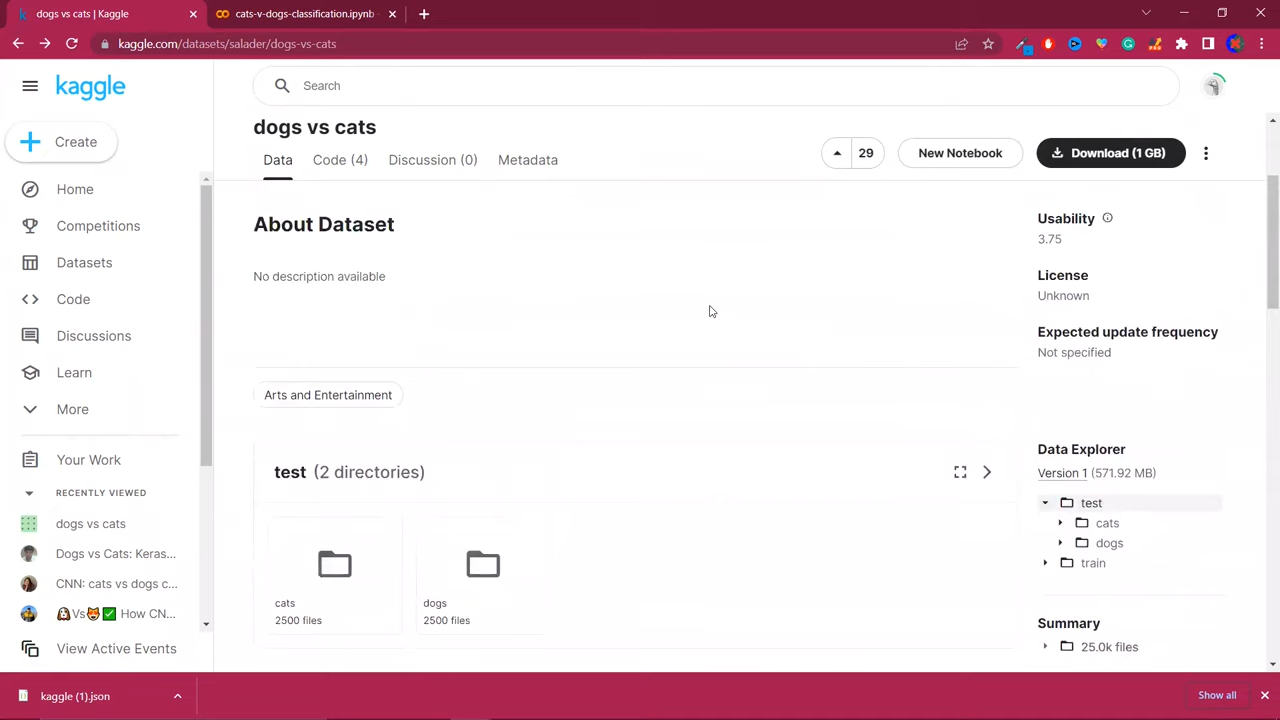 dogs vs cats | Kaggle
cats-v-dogs-classification.ipynb
kaggle.com/datasets/salader/dogs-vs-cats
kaggle
Search
Create
Home
Competitions
Datasets
Code
Discussions
Learn
More
Your Work
RECENTLY VIEWED
dogs vs cats
Dogs vs Cats: Keras...
CNN: cats vs dogs c...
🐶Vs😻✅ How CN...
View Active Events
dogs vs cats
Data
Code (4)
Discussion (0)
Metadata
29
New Notebook
Download (1 GB)
About Dataset
No description available
Arts and Entertainment
test (2 directories)
cats
2500 files
dogs
2500 files
Usability
3.75
License
Unknown
Expected update frequency
Not specified
Data Explorer
Version 1 (571.92 MB)
test
cats
dogs
train
Summary
25.0k files
kaggle (1).json
Show all